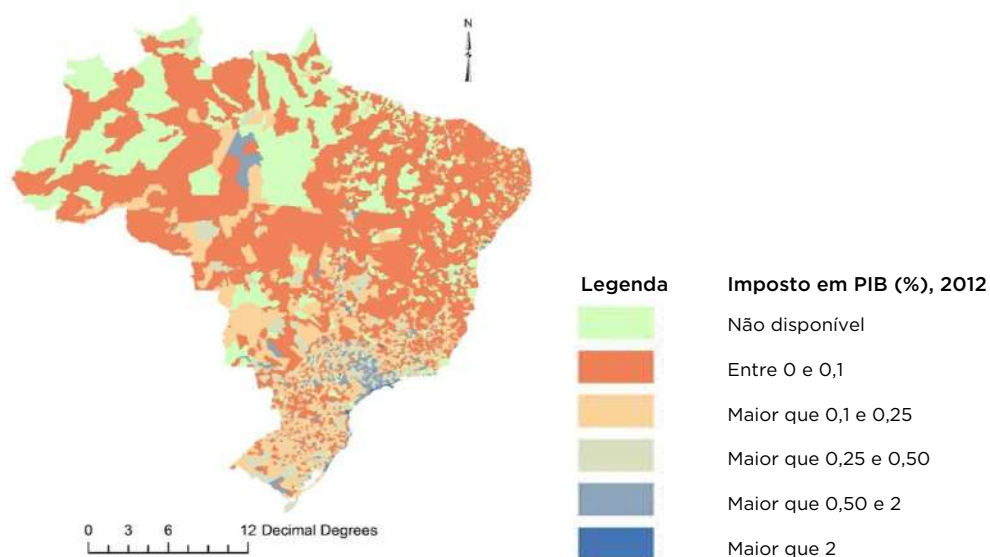 N
0 3 6 12 Decimal Degrees
Legenda Imposto em PIB (%), 2012
Não disponível
Entre 0 e 0,1
Maior que 0,1 e 0,25
Maior que 0,25 e 0,50
Maior que 0,50 e 2
Maior que 2